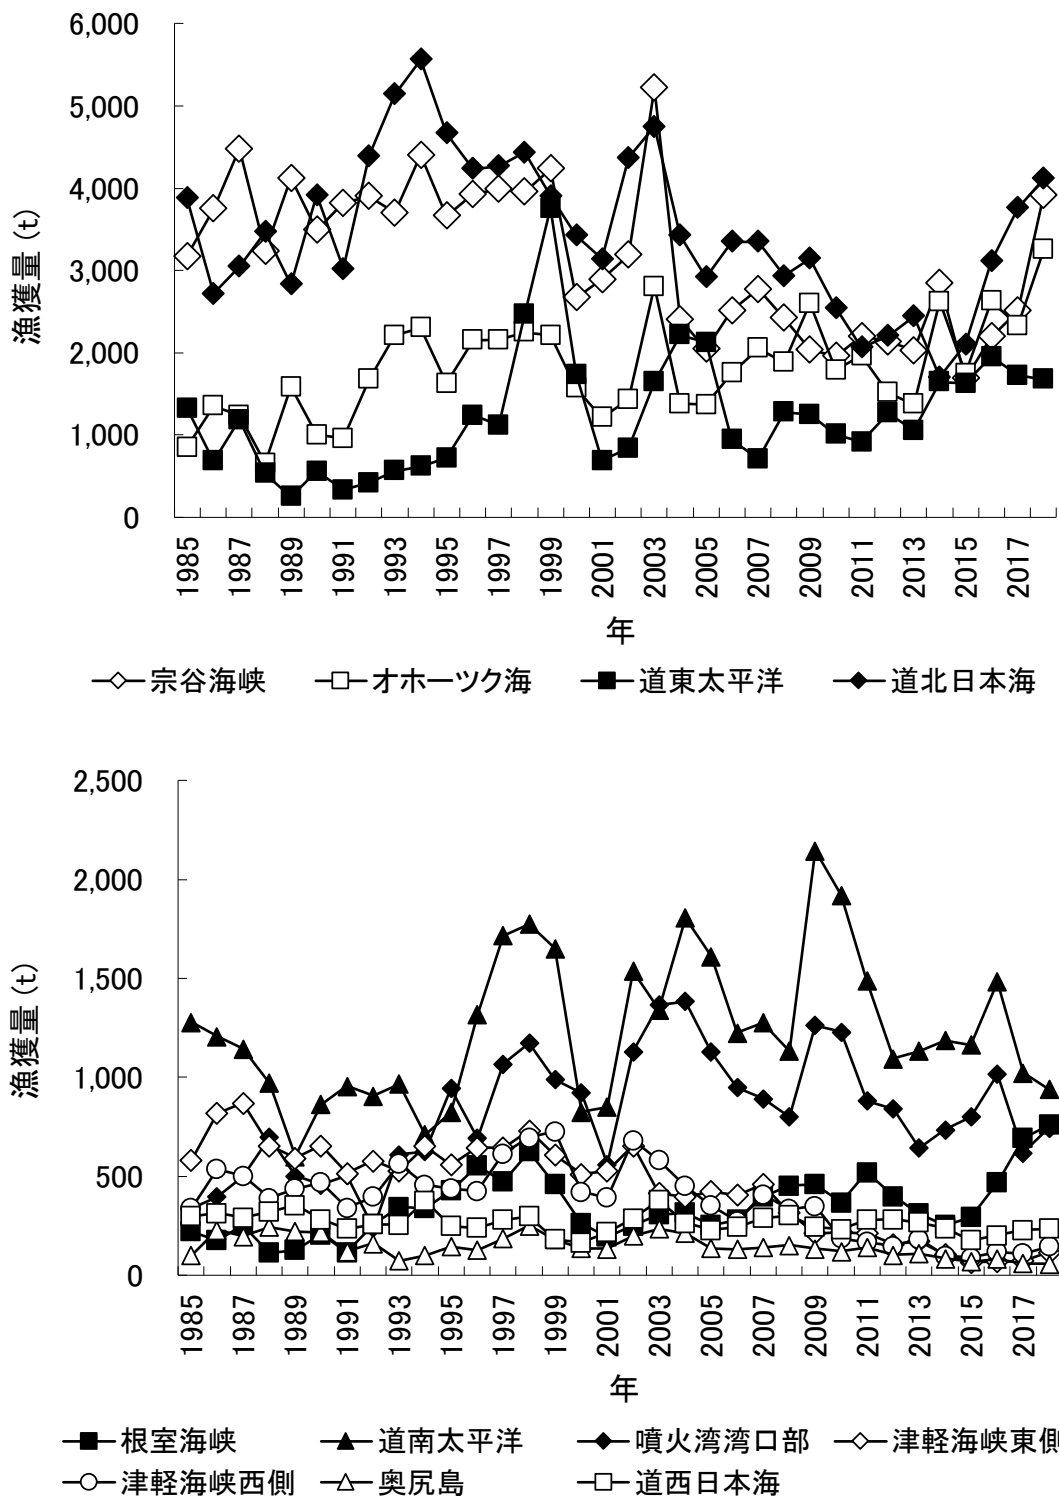 6,000
5,000
4,000
3,000
2,000
1,000
0
漁獲量 (t)
1985 1987 1989 1991 1993 1995 1997 1999 2001 2003 2005 2007 2009 2011 2013 2015 2017
年
宗谷海峡 オホーツク海 道東太平洋 道北日本海
2,500
2,000
1,500
1,000
500
0
漁獲量 (t)
1985 1987 1989 1991 1993 1995 1997 1999 2001 2003 2005 2007 2009 2011 2013 2015 2017
年
根室海峡 道南太平洋 噴火湾湾口部 津軽海峡東側
津軽海峡西側 奥尻島 道西日本海